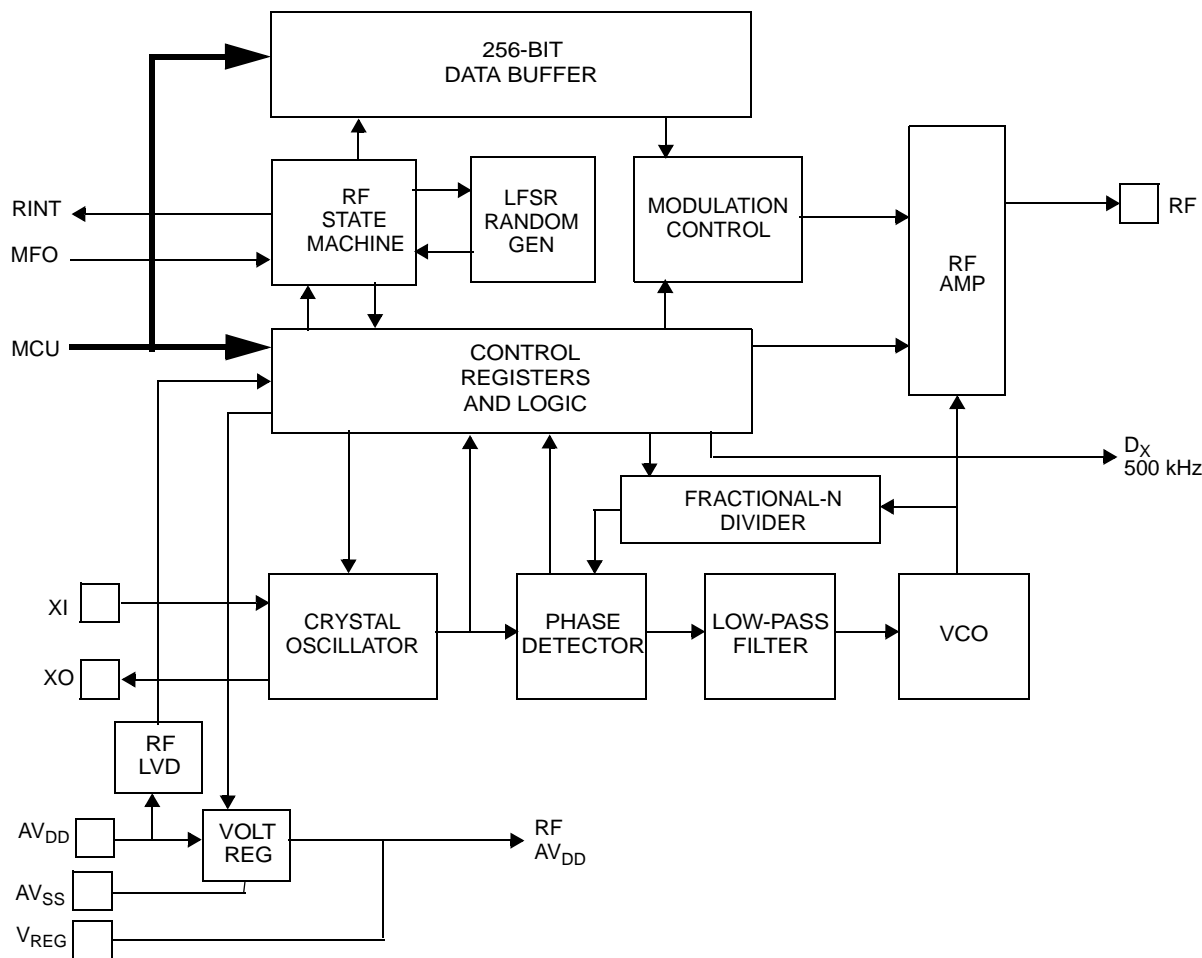 256-BIT
DATA BUFFER
RINT
MFO
MCU
RF
STATE
MACHINE
LFSR
RANDOM
GEN
MODULATION
CONTROL
RF
AMP
RF
CONTROL
REGISTERS
AND LOGIC
DX
500 kHz
FRACTIONAL-N
DIVIDER
XI
XO
CRYSTAL
OSCILLATOR
PHASE
DETECTOR
LOW-PASS
FILTER
VCO
RF
LVD
AVDD
VOLT
REG
RF
AVDD
AVSS
VREG